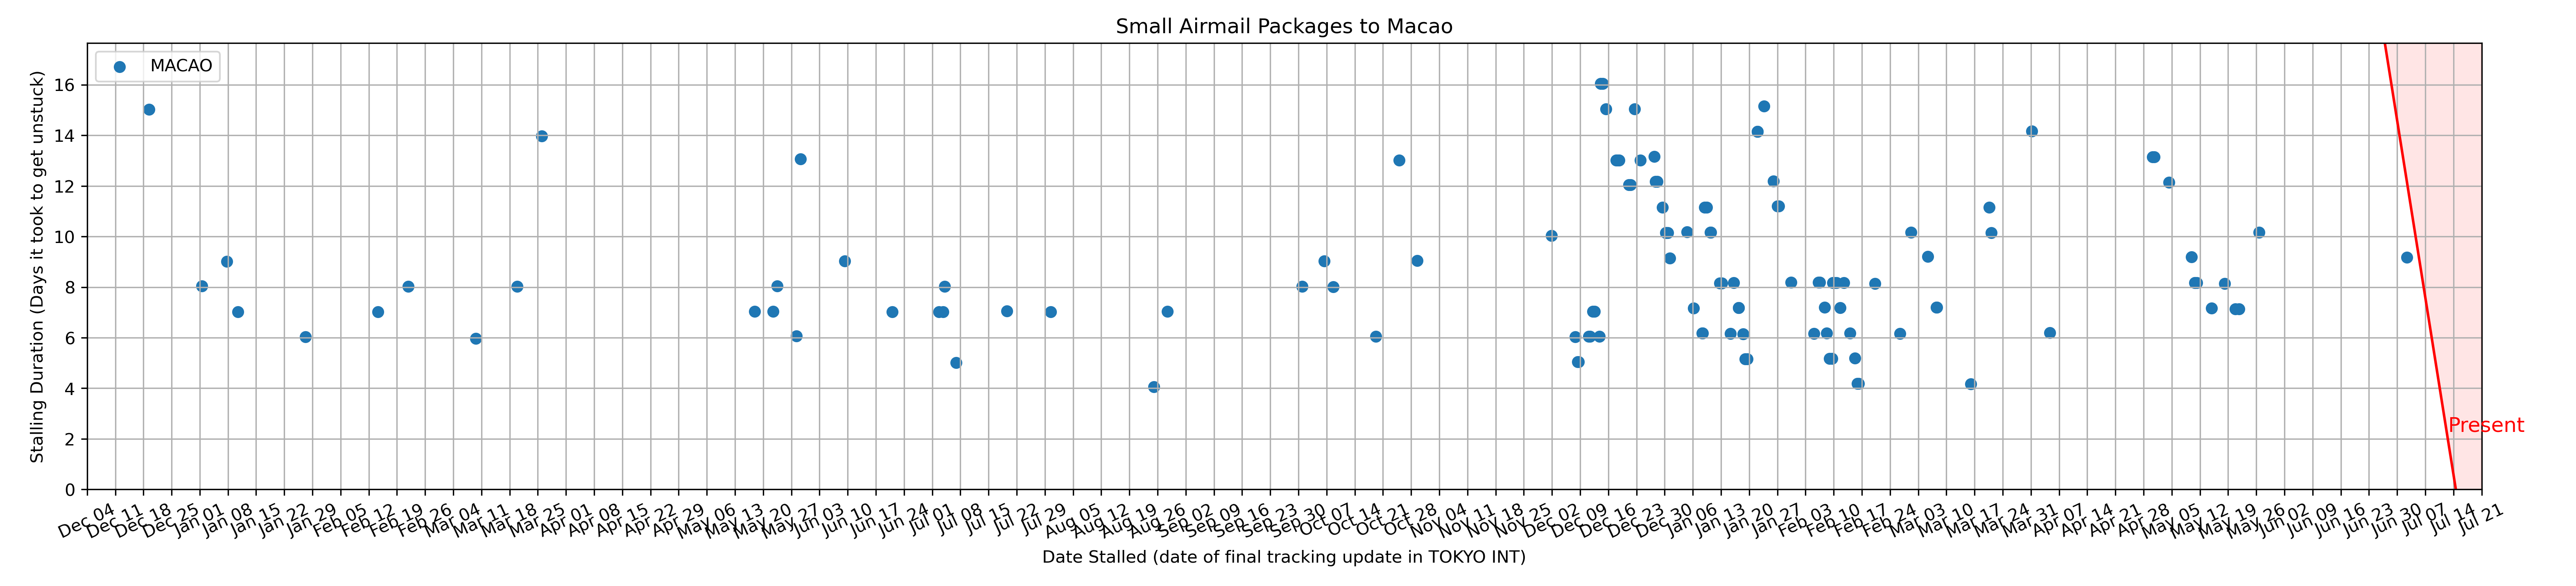 Small Airmail Packages to Macao
MACAO
Stalling Duration (Days it took to get unstuck)
16
14
12
10
8
6
4
2
0
Present
Dec 04 Dec 11 Dec 18 Dec 25 Jan 01 Jan 08 Jan 15 Jan 22 Jan 29 Feb 05 Feb 12 Feb 19 Feb 26 Mar 04 Mar 11 Mar 18 Mar 25 Apr 01 Apr 08 Apr 15 Apr 22 Apr 29 May 06 May 13 May 20 May 27 Jun 03 Jun 10 Jun 17 Jun 24 Jul 01 Jul 08 Jul 15 Jul 22 Jul 29 Aug 05 Aug 12 Aug 19 Aug 26 Sep 02 Sep 09 Sep 16 Sep 23 Sep 30 Oct 07 Oct 14 Oct 21 Oct 28 Nov 04 Nov 11 Nov 18 Nov 25 Dec 02 Dec 09 Dec 16 Dec 23 Dec 30 Jan 06 Jan 13 Jan 20 Jan 27 Feb 03 Feb 10 Feb 17 Feb 24 Mar 03 Mar 10 Mar 17 Mar 24 Mar 31 Apr 07 Apr 14 Apr 21 Apr 28 May 05 May 12 May 19 May 26 Jun 02 Jun 09 Jun 16 Jun 23 Jun 30 Jul 07 Jul 14 Jul 21
Date Stalled (date of final tracking update in TOKYO INT)